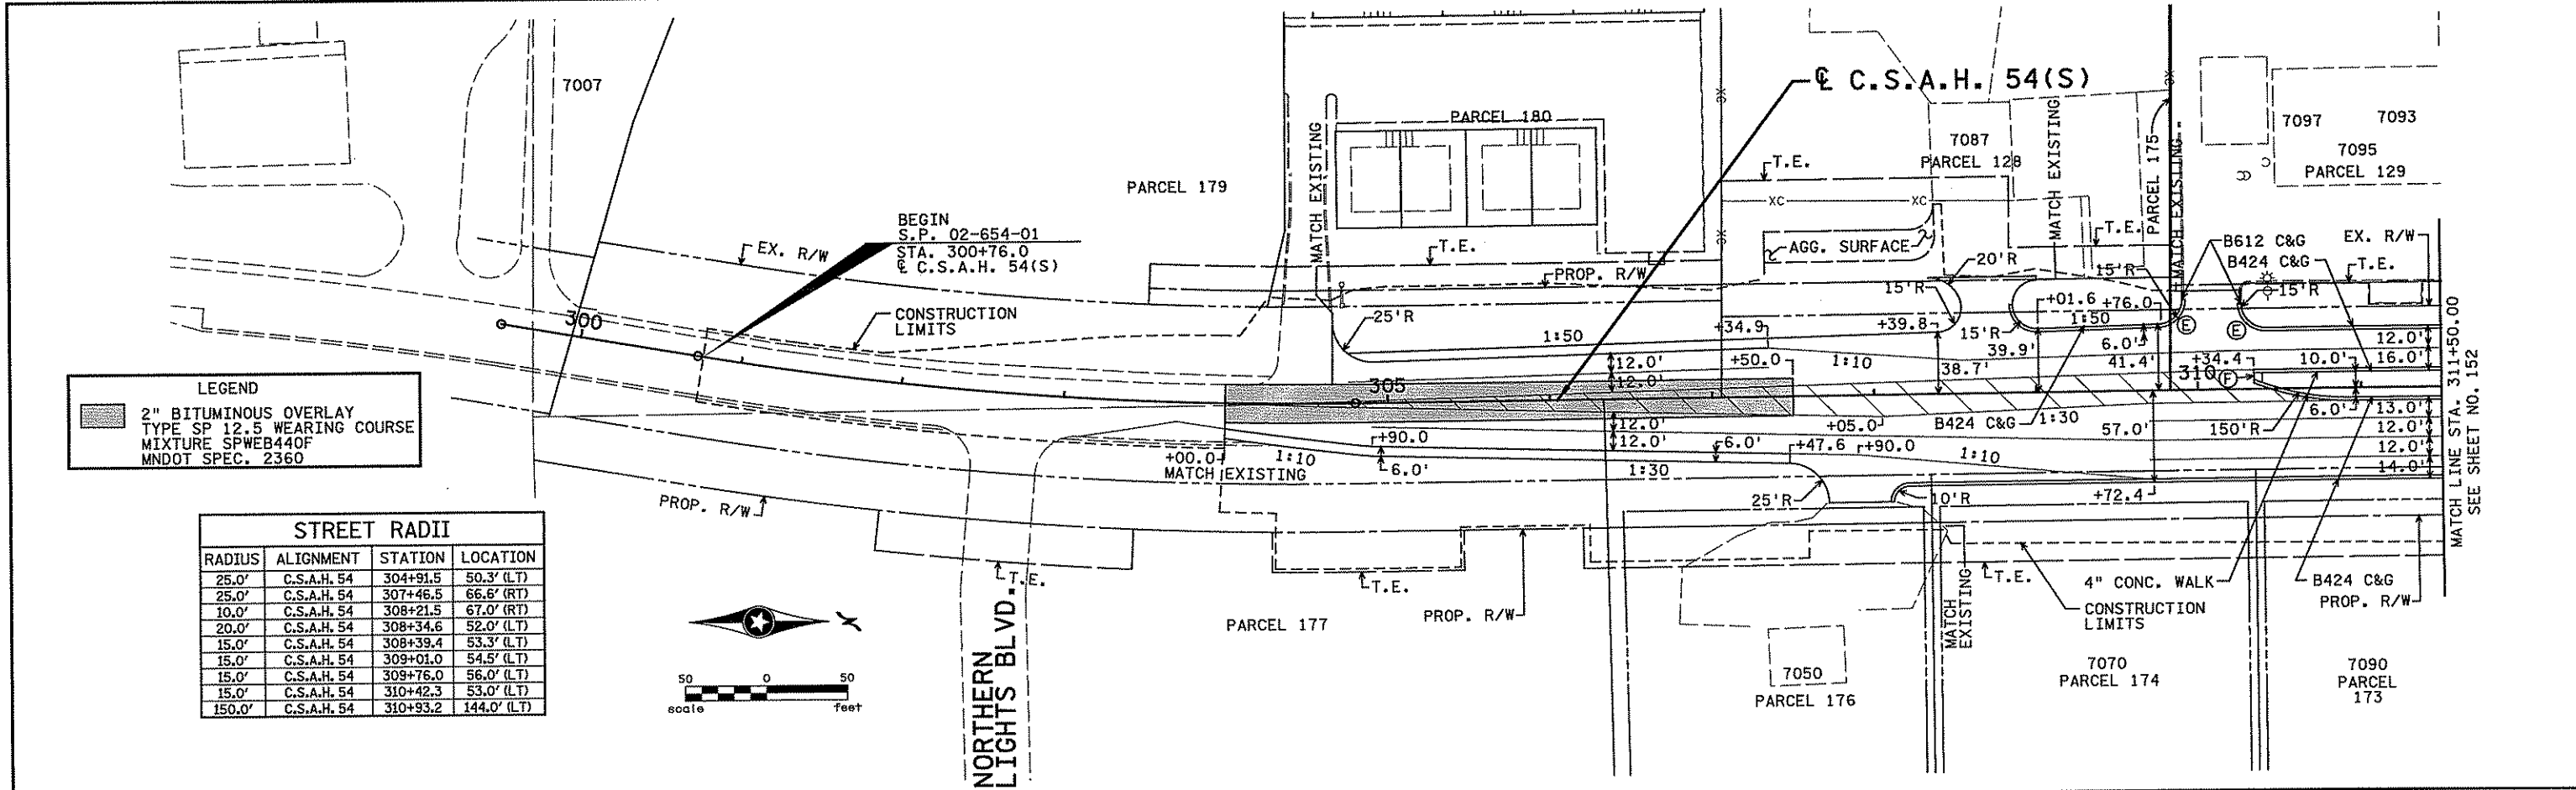 7007
300
BEGIN
S.P. 02-654-01
STA. 300+76.0
℄ C.S.A.H. 54(S)
EX. R/W
CONSTRUCTION
LIMITS
PARCEL 179
MATCH EXISTING
PARCEL 180
T.E.
PROP. R/W
25'R
℄ C.S.A.H. 54(S)
T.E.
XC
XC
XC
XC
XC
AGG. SURFACE
7087
PARCEL 128
MATCH EXISTING
T.E.
PARCEL 175
MATCH EXISTING
7097
7093
7095
PARCEL 129
B612 C&G
B424 C&G
EX. R/W
T.E.
20'R
15'R
15'R
15'R
15'R
+01.6
+76.0
1:50
1:50
+34.9
+39.8
39.9'
6.0'
41.4'
38.7'
12.0'
12.0'
+50.0
1:10
E
E
F
+34.4
310
10.0'
12.0'
16.0'
6.0'
13.0'
12.0'
12.0'
14.0'
150'R
305
12.0'
12.0'
+05.0
B424 C&G
1:30
57.0'
+90.0
6.0'
6.0'
+47.6
+90.0
1:10
1:30
+00.0
1:10
MATCH EXISTING
25'R
10'R
+72.4
MATCH LINE STA. 311+50.00
SEE SHEET NO. 152
LEGEND
2" BITUMINOUS OVERLAY
TYPE SP 12.5 WEARING COURSE
MIXTURE SPWEB440F
MNDOT SPEC. 2360
STREET RADII
RADIUS ALIGNMENT STATION LOCATION
25.0' C.S.A.H. 54 304+91.5 50.3' (LT)
25.0' C.S.A.H. 54 307+46.5 66.6' (RT)
10.0' C.S.A.H. 54 308+21.5 67.0' (RT)
20.0' C.S.A.H. 54 308+34.6 52.0' (LT)
15.0' C.S.A.H. 54 308+39.4 53.3' (LT)
15.0' C.S.A.H. 54 309+01.0 54.5' (LT)
15.0' C.S.A.H. 54 309+76.0 56.0' (LT)
15.0' C.S.A.H. 54 310+42.3 53.0' (LT)
150.0' C.S.A.H. 54 310+93.2 144.0' (LT)
PROP. R/W
50 0 50
scale feet
NORTHERN
LIGHTS BLVD.
T.E.
PARCEL 177
T.E.
PROP. R/W
7050
PARCEL 176
MATCH
EXISTING
T.E.
4" CONC. WALK
CONSTRUCTION
LIMITS
B424 C&G
PROP. R/W
7070
PARCEL 174
7090
PARCEL
173